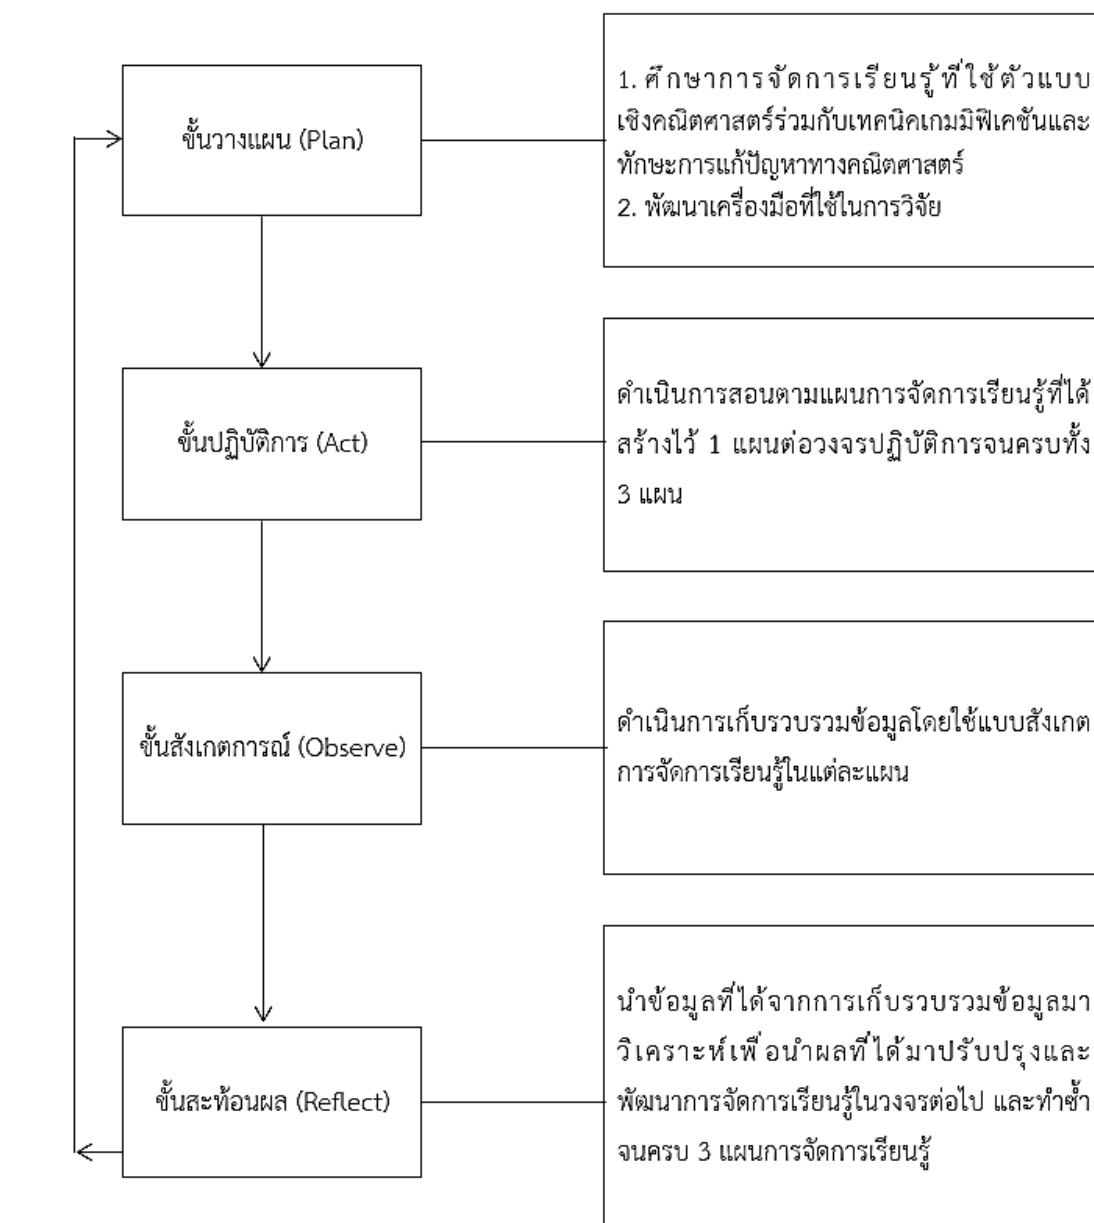 ขั้นวางแผน (Plan)
1. ศึกษาการจัดการเรียนรู้ที่ใช้ตัวแบบ
เชิงคณิตศาสตร์ร่วมกับเทคนิคเกมมิฟิเคชันและ
ทักษะการแก้ปัญหาทางคณิตศาสตร์
2. พัฒนาเครื่องมือที่ใช้ในการวิจัย
ขั้นปฏิบัติการ (Act)
ดำเนินการสอนตามแผนการจัดการเรียนรู้ที่ได้
สร้างไว้ 1 แผนต่อวงจรปฏิบัติการจนครบทั้ง
3 แผน
ขั้นสังเกตการณ์ (Observe)
ดำเนินการเก็บรวบรวมข้อมูลโดยใช้แบบสังเกต
การจัดการเรียนรู้ในแต่ละแผน
ขั้นสะท้อนผล (Reflect)
นำข้อมูลที่ได้จากการเก็บรวบรวมข้อมูลมา
วิเคราะห์เพื่อนำผลที่ได้มาปรับปรุงและ
พัฒนาการจัดการเรียนรู้ในวงจรต่อไป และทำซ้ำ
จนครบ 3 แผนการจัดการเรียนรู้